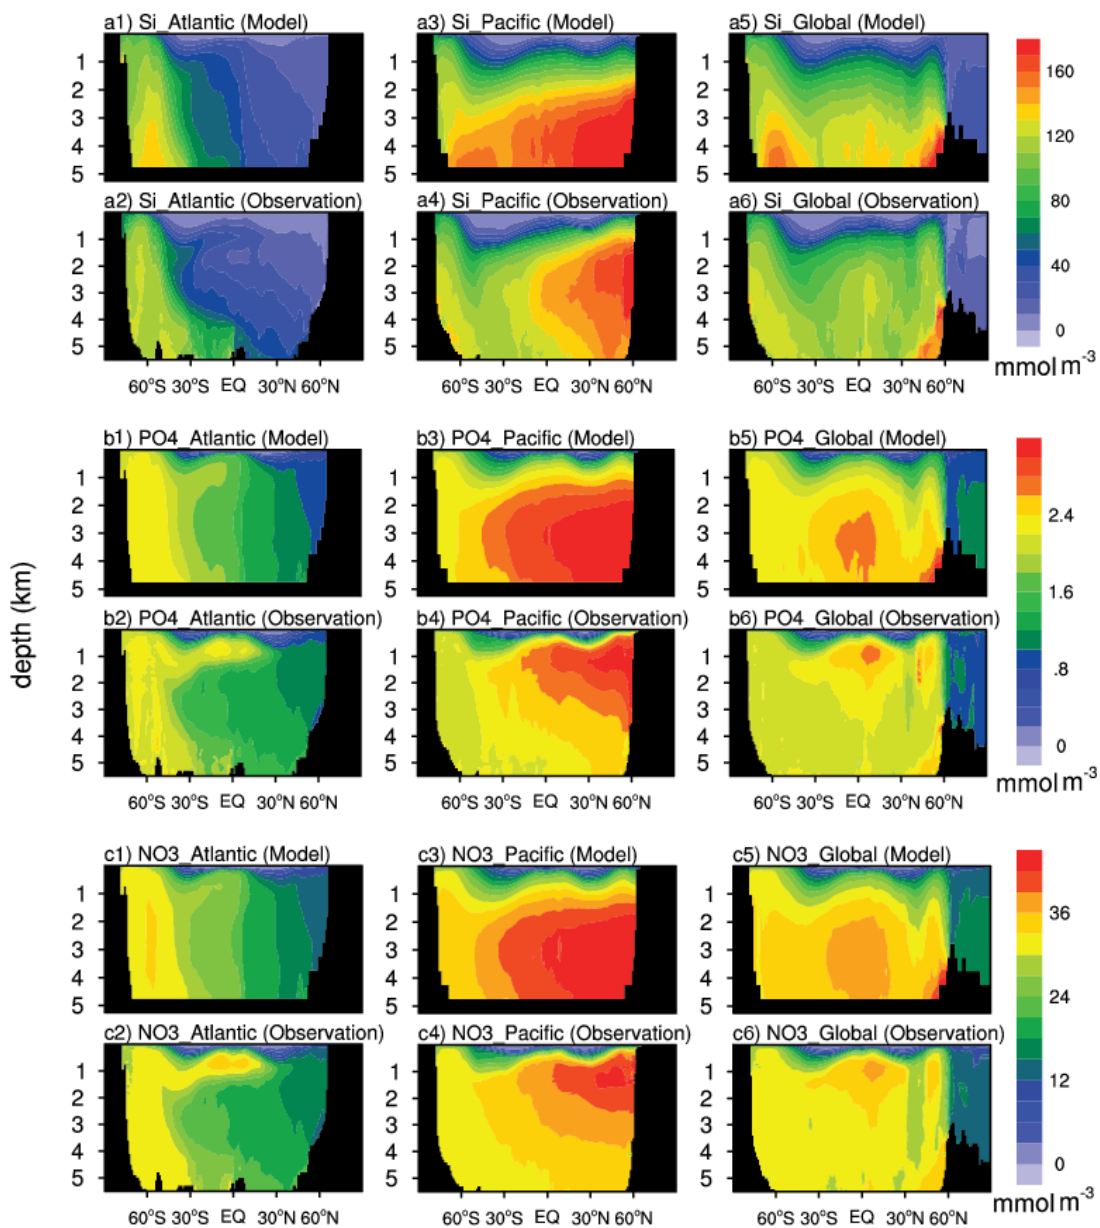 a1) Si_Atlantic (Model) a3) Si_Pacific (Model) a5) Si_Global (Model)
1 1 1
2 2 2
3 3 3
4 4 4
5 5 5
160
120
80
40
0
mmol m-3
a2) Si_Atlantic (Observation) a4) Si_Pacific (Observation) a6) Si_Global (Observation)
1 1 1
2 2 2
3 3 3
4 4 4
5 5 5
60°S 30°S EQ 30°N 60°N 60°S 30°S EQ 30°N 60°N 60°S 30°S EQ 30°N 60°N
b1) PO4_Atlantic (Model) b3) PO4_Pacific (Model) b5) PO4_Global (Model)
1 1 1
2 2 2
3 3 3
4 4 4
5 5 5
2.4
1.6
.8
0
mmol m-3
depth (km)
b2) PO4_Atlantic (Observation) b4) PO4_Pacific (Observation) b6) PO4_Global (Observation)
1 1 1
2 2 2
3 3 3
4 4 4
5 5 5
60°S 30°S EQ 30°N 60°N 60°S 30°S EQ 30°N 60°N 60°S 30°S EQ 30°N 60°N
c1) NO3_Atlantic (Model) c3) NO3_Pacific (Model) c5) NO3_Global (Model)
1 1 1
2 2 2
3 3 3
4 4 4
5 5 5
36
24
12
0
mmol m-3
c2) NO3_Atlantic (Observation) c4) NO3_Pacific (Observation) c6) NO3_Global (Observation)
1 1 1
2 2 2
3 3 3
4 4 4
5 5 5
60°S 30°S EQ 30°N 60°N 60°S 30°S EQ 30°N 60°N 60°S 30°S EQ 30°N 60°N